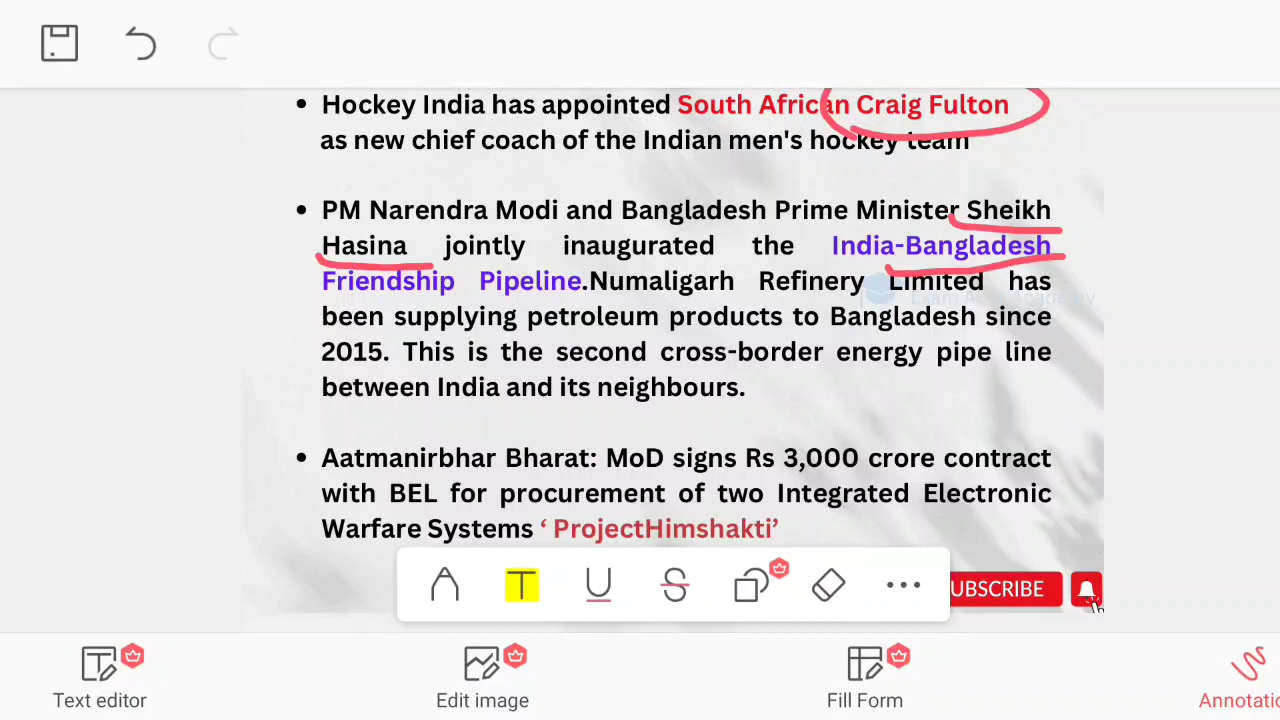 • Hockey India has appointed South African Craig Fulton
as new chief coach of the Indian men's hockey team
• PM Narendra Modi and Bangladesh Prime Minister Sheikh
Hasina jointly inaugurated the India-Bangladesh
Friendship Pipeline.Numaligarh Refinery Limited has
been supplying petroleum products to Bangladesh since
2015. This is the second cross-border energy pipe line
between India and its neighbours.
• Aatmanirbhar Bharat: MoD signs Rs 3,000 crore contract
with BEL for procurement of two Integrated Electronic
Warfare Systems ‘ ProjectHimshakti’
T U S •••
UBSCRIBE
Text editor Edit image Fill Form Annotatio